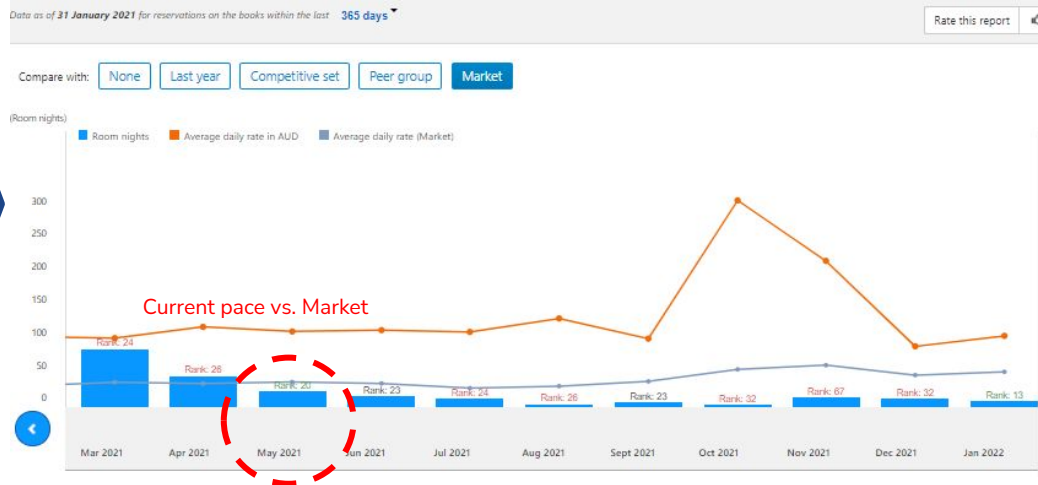 Data as of 31 January 2021 for reservations on the books within the last 365 days
Rate this report
Compare with: None Last year Competitive set Peer group Market
(Room nights)
Room nights Average daily rate in AUD Average daily rate (Market)
300
250
200
150
Current pace vs. Market
100
Rank: 24
50
Rank: 26
Rank: 20
Rank: 23
Rank: 24
Rank: 26
Rank: 23
Rank: 32
Rank: 67
Rank: 32
Rank: 13
0
Mar 2021 Apr 2021 May 2021 Jun 2021 Jul 2021 Aug 2021 Sept 2021 Oct 2021 Nov 2021 Dec 2021 Jan 2022